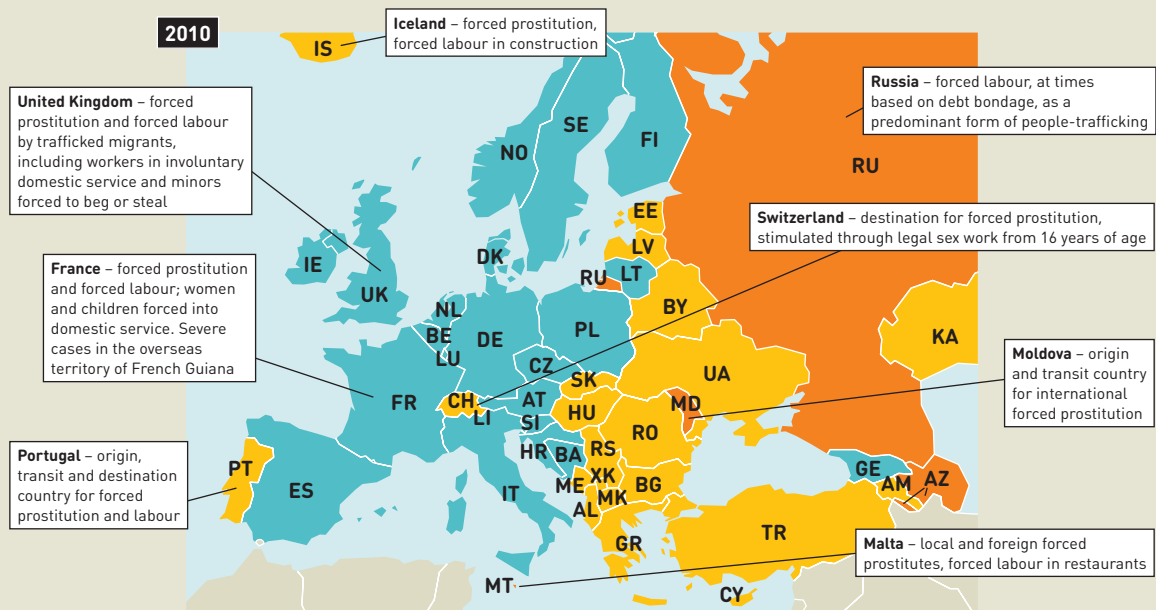 2010
Iceland – forced prostitution,
forced labour in construction
United Kingdom – forced
prostitution and forced labour
by trafficked migrants,
including workers in involuntary
domestic service and minors
forced to beg or steal
Russia – forced labour, at times
based on debt bondage, as a
predominant form of people-trafficking
Switzerland – destination for forced prostitution,
stimulated through legal sex work from 16 years of age
France – forced prostitution
and forced labour; women
and children forced into
domestic service. Severe
cases in the overseas
territory of French Guiana
Moldova – origin
and transit country
for international
forced prostitution
Portugal – origin,
transit and destination
country for forced
prostitution and labour
Malta – local and foreign forced
prostitutes, forced labour in restaurants
IS
SE
NO
FI
RU
EE
LV
DK
IE
RU
LT
UK
NL
BY
BE
DE
PL
KA
LU
CZ
UA
SK
FR
CH
AT
MD
LI
HU
SI
RO
HR
BA
RS
GE
PT
ES
IT
ME
XK
BG
AM
AZ
MK
AL
TR
GR
MT
CY